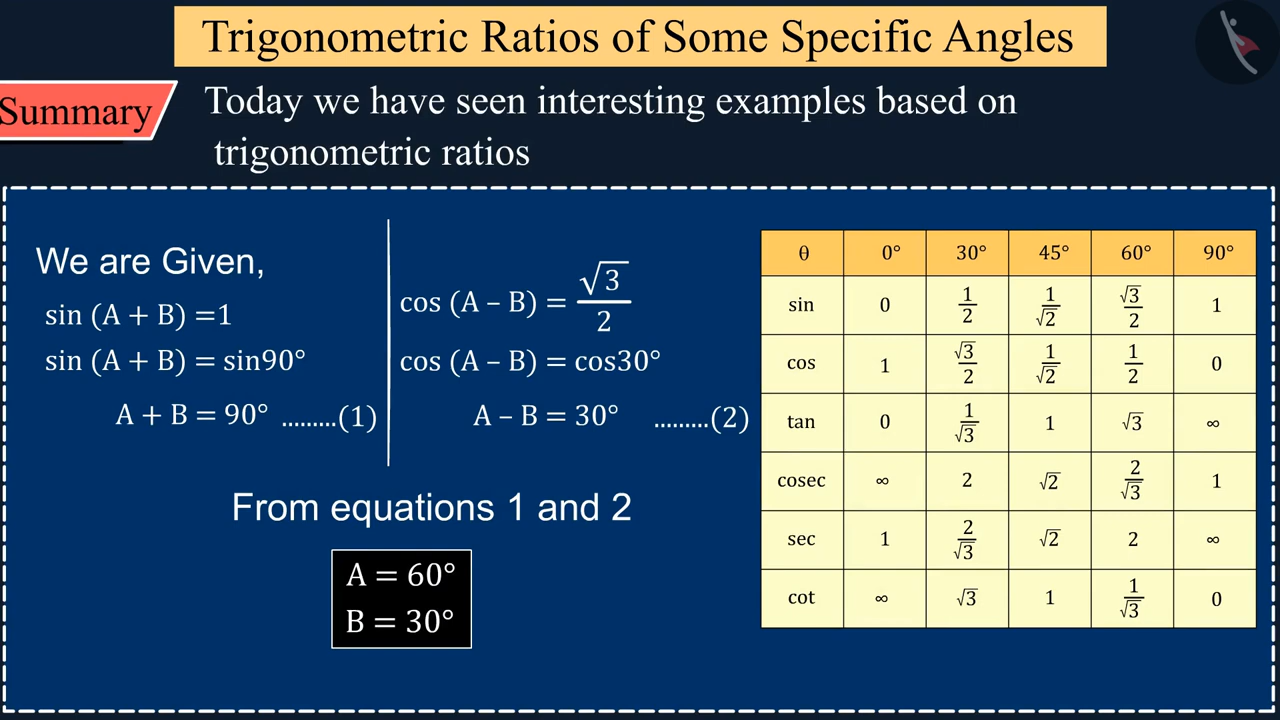 Trigonometric Ratios of Some Specific Angles
Summary
Today we have seen interesting examples based on
trigonometric ratios
We are Given,
sin (A + B) =1
sin (A + B) = sin90°
A + B = 90° .........(1)
cos (A – B) = √3/2
cos (A – B) = cos30°
A – B = 30° .........(2)
From equations 1 and 2
A = 60°
B = 30°
θ 0° 30° 45° 60° 90°
sin 0 1/2 1/√2 √3/2 1
cos 1 √3/2 1/√2 1/2 0
tan 0 1/√3 1 √3 ∞
cosec ∞ 2 √2 2/√3 1
sec 1 2/√3 √2 2 ∞
cot ∞ √3 1 1/√3 0